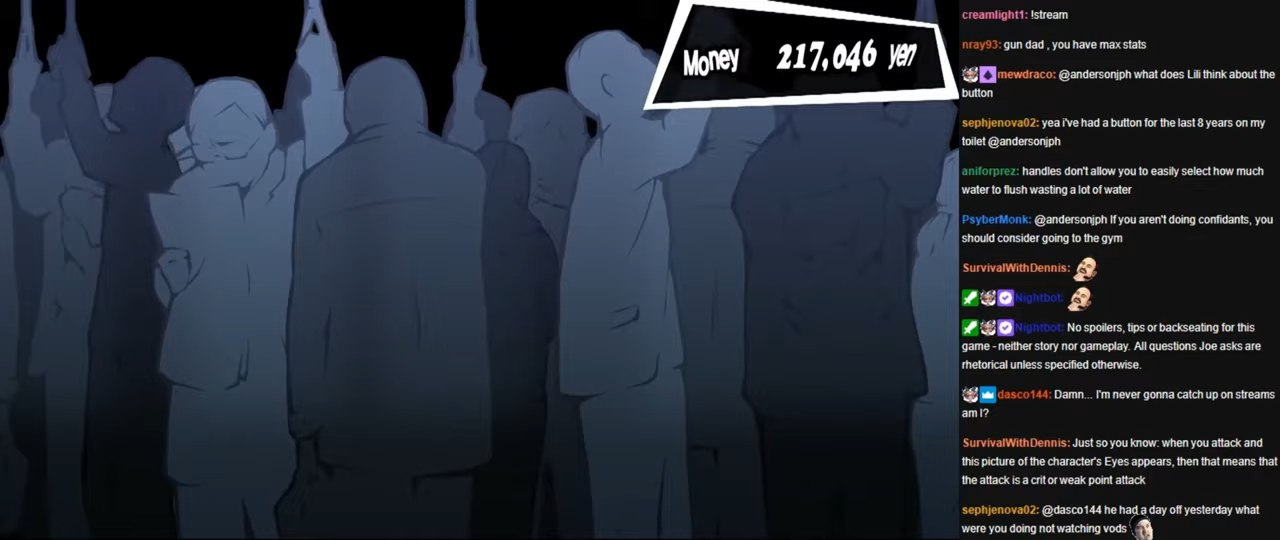 Money 217,046 yen
creamlight1: !stream
nray93: gun dad , you have max stats
mewdraco: @andersonjph what does Lili think about the
button
sephjenova02: yea i've had a button for the last 8 years on my
toilet @andersonjph
aniforprez: handles don't allow you to easily select how much
water to flush wasting a lot of water
PsyberMonk: @andersonjph If you aren't doing confidants, you
should consider going to the gym
SurvivalWithDennis:
Nightbot:
Nightbot: No spoilers, tips or backseating for this
game - neither story nor gameplay. All questions Joe asks are
rhetorical unless specified otherwise.
dasco144: Damn... I'm never gonna catch up on streams
am I?
SurvivalWithDennis: Just so you know: when you attack and
this picture of the character's Eyes appears, then that means that
the attack is a crit or weak point attack
sephjenova02: @dasco144 he had a day off yesterday what
were you doing not watching vods